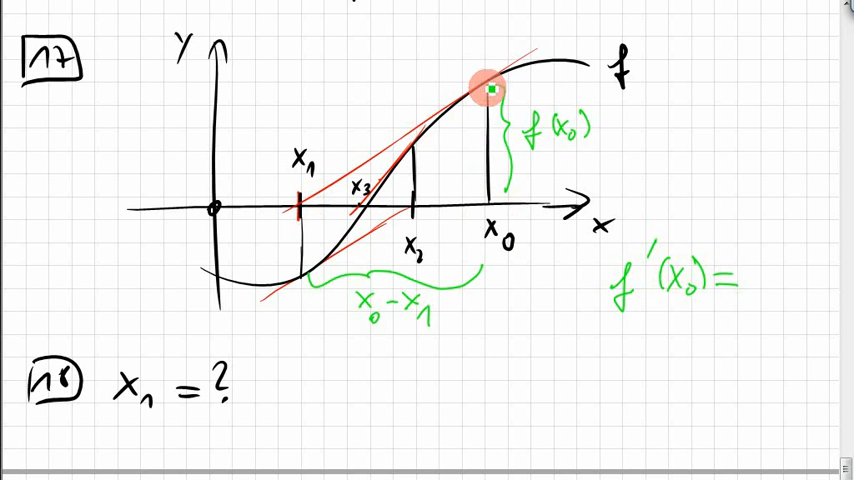 17
y
f
f(x₀)
x₁
x₃
x₂
x₀
x
x₀-x₁
f'(x₀)=
18
x₁ = ?